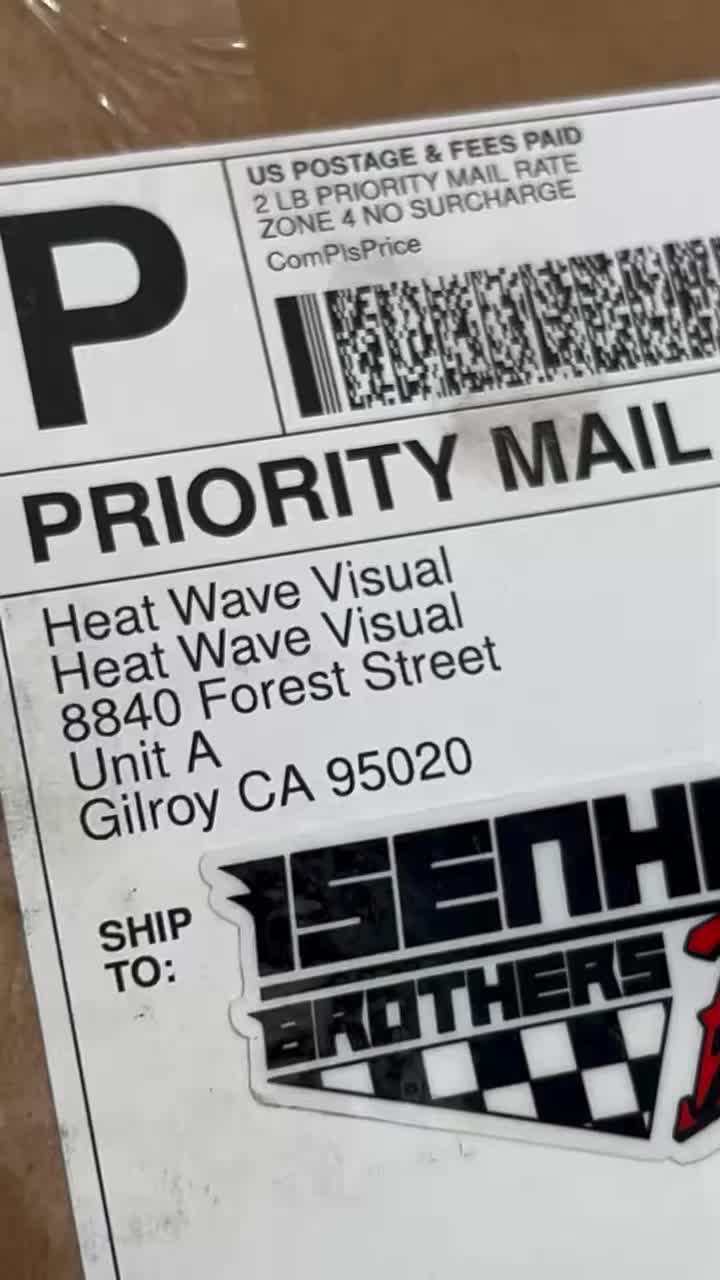 US POSTAGE & FEES PAID
2 LB PRIORITY MAIL RATE
ZONE 4 NO SURCHARGE
ComPlsPrice
P
PRIORITY MAIL
Heat Wave Visual
Heat Wave Visual
8840 Forest Street
Unit A
Gilroy CA 95020
SHIP
TO:
ISENH
BROTHERS